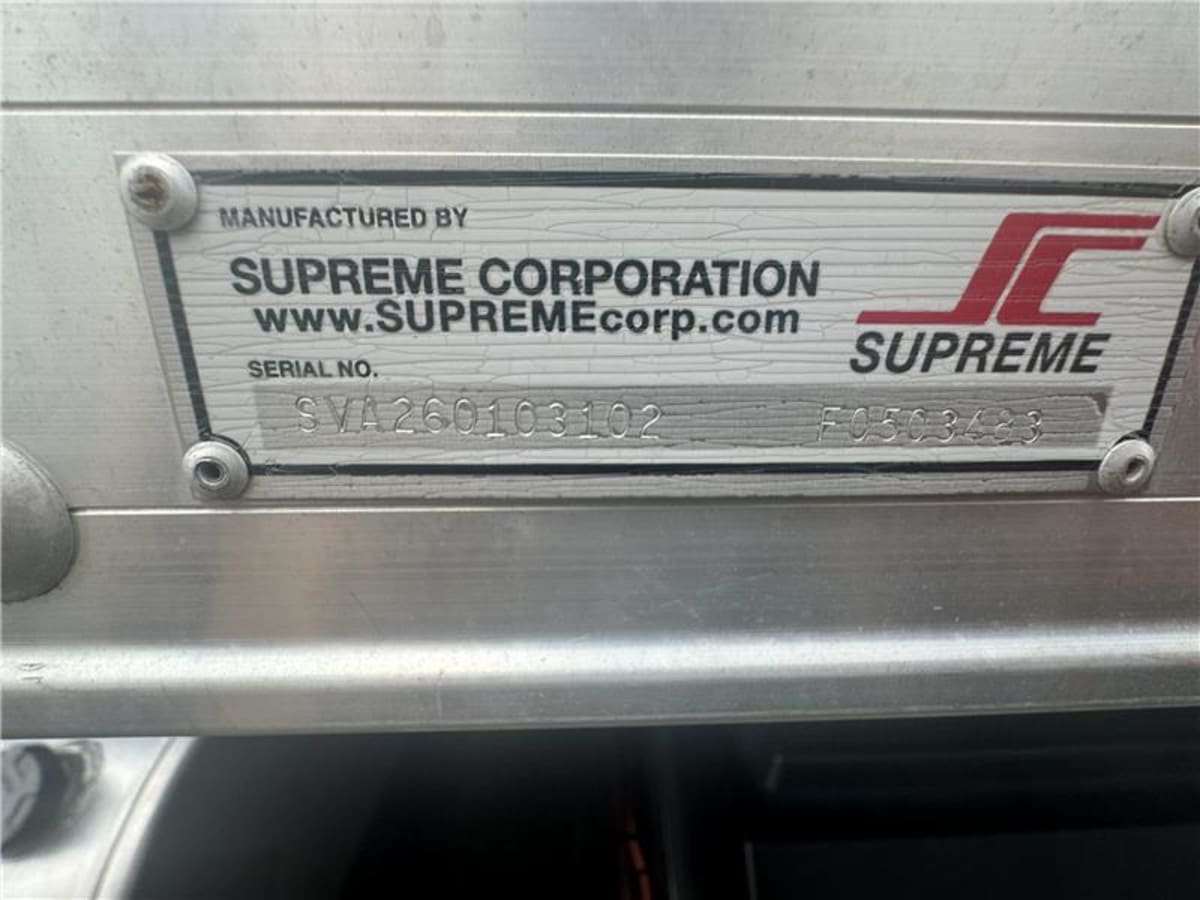 MANUFACTURED BY
SUPREME CORPORATION
www.SUPREMEcorp.com
SUPREME
SERIAL NO.
SVA260103102 F0503483